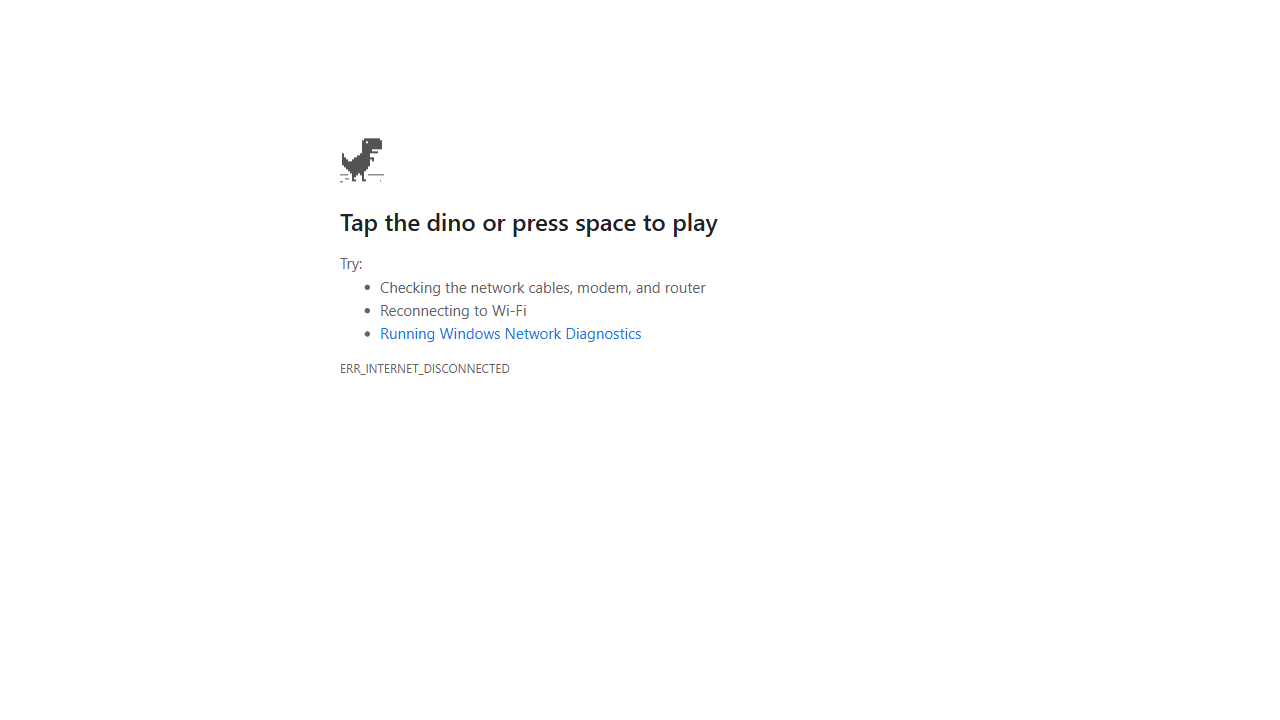 Tap the dino or press space to play
Try:
• Checking the network cables, modem, and router
• Reconnecting to Wi-Fi
• Running Windows Network Diagnostics
ERR_INTERNET_DISCONNECTED